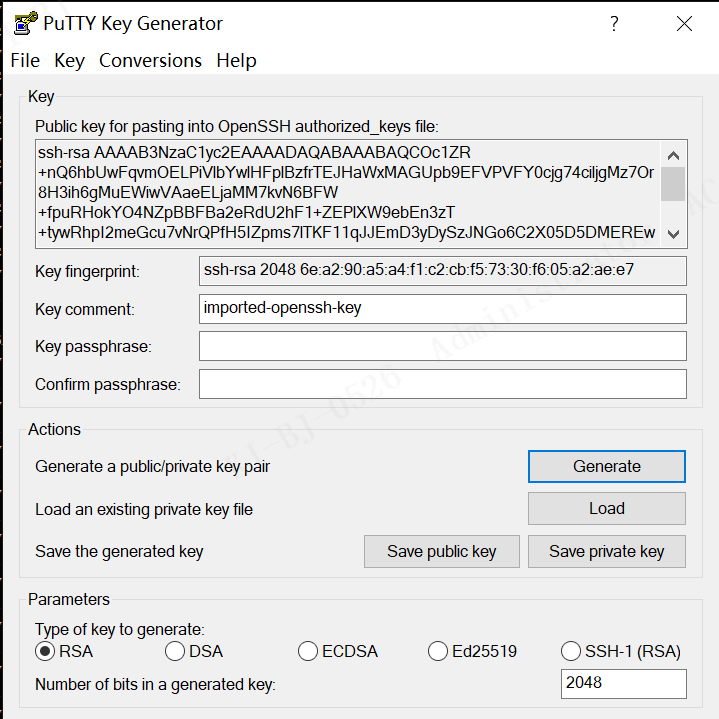 PuTTY Key Generator
File Key Conversions Help
Key
Public key for pasting into OpenSSH authorized_keys file:
ssh-rsa AAAAB3NzaC1yc2EAAAADAQABAAABAQCOc1ZR
+nQ6hbUwFqvmOELPiVlbYwlHFplBzfrTEJHaWxMAGUpb9EFVPVFY0cjg74ciljgMz7Or
8H3ih6gMuEWiwVAaeELjaMM7kvN6BFW
+fpuRHokYO4NZpBBFBa2eRdU2hF1+ZEPlXW9ebEn3zT
+tywRhpI2meGcu7vNrQPfH5IZpms7lTKF11qJJEmD3yDySzJNGo6C2X05D5DMEREw
Key fingerprint: ssh-rsa 2048 6e:a2:90:a5:a4:f1:c2:cb:f5:73:30:f6:05:a2:ae:e7
Key comment: imported-openssh-key
Key passphrase:
Confirm passphrase:
Actions
Generate a public/private key pair Generate
Load an existing private key file Load
Save the generated key Save public key Save private key
Parameters
Type of key to generate:
RSA DSA ECDSA Ed25519 SSH-1 (RSA)
Number of bits in a generated key: 2048